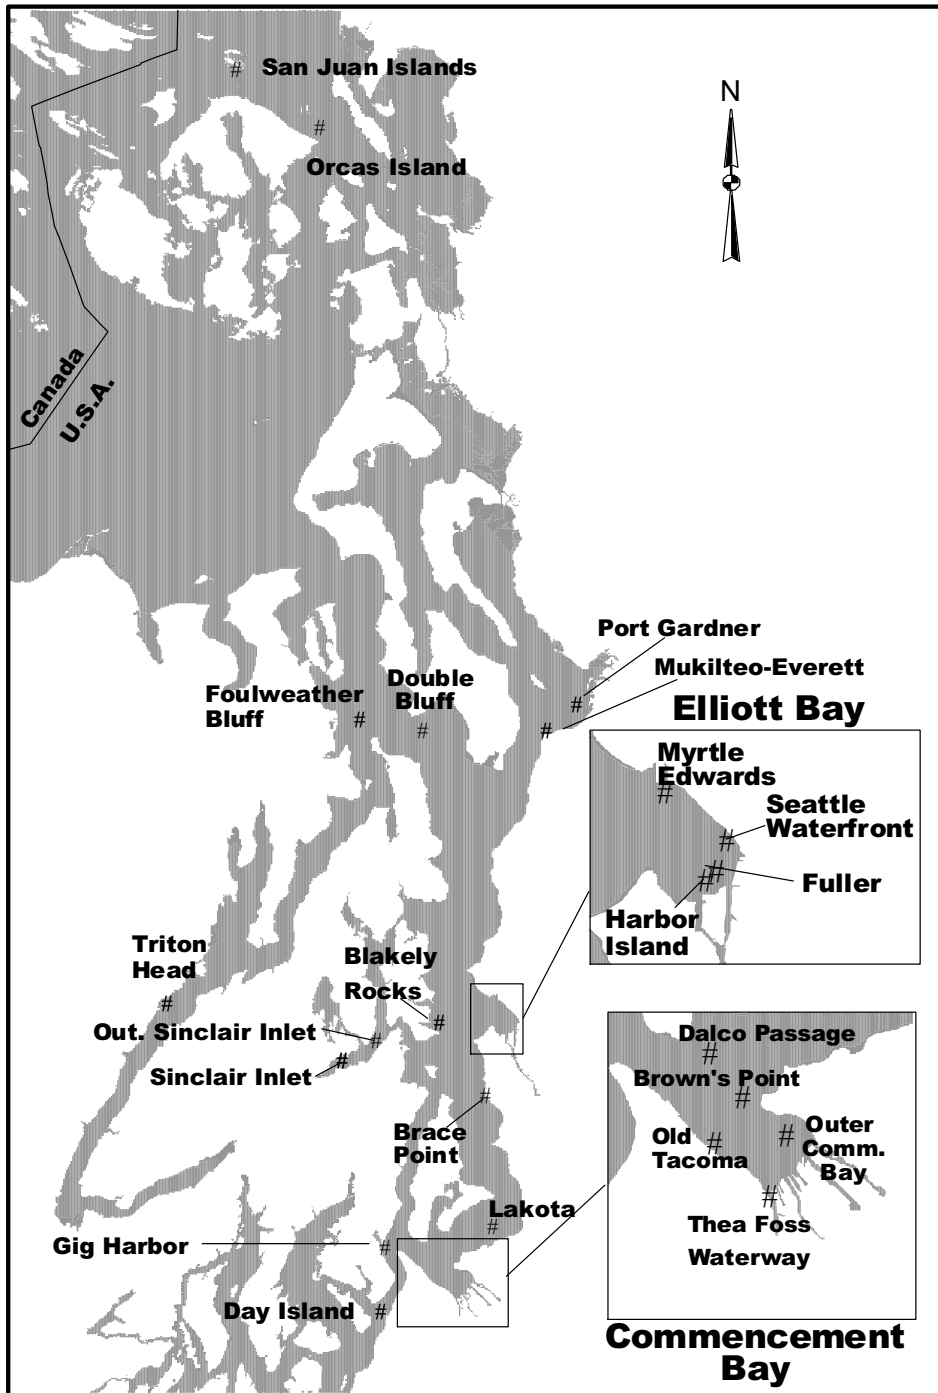 San Juan Islands
N
Orcas Island
Canada
U.S.A.
Port Gardner
Mukilteo-Everett
Foulweather
Bluff
Double
Bluff
Elliott Bay
Myrtle
Edwards
Seattle
Waterfront
Fuller
Harbor
Island
Triton
Head
Blakely
Rocks
Out. Sinclair Inlet
Sinclair Inlet
Brace
Point
Lakota
Gig Harbor
Day Island
Dalco Passage
Brown's Point
Old
Tacoma
Outer
Comm.
Bay
Thea Foss
Waterway
Commencement
Bay